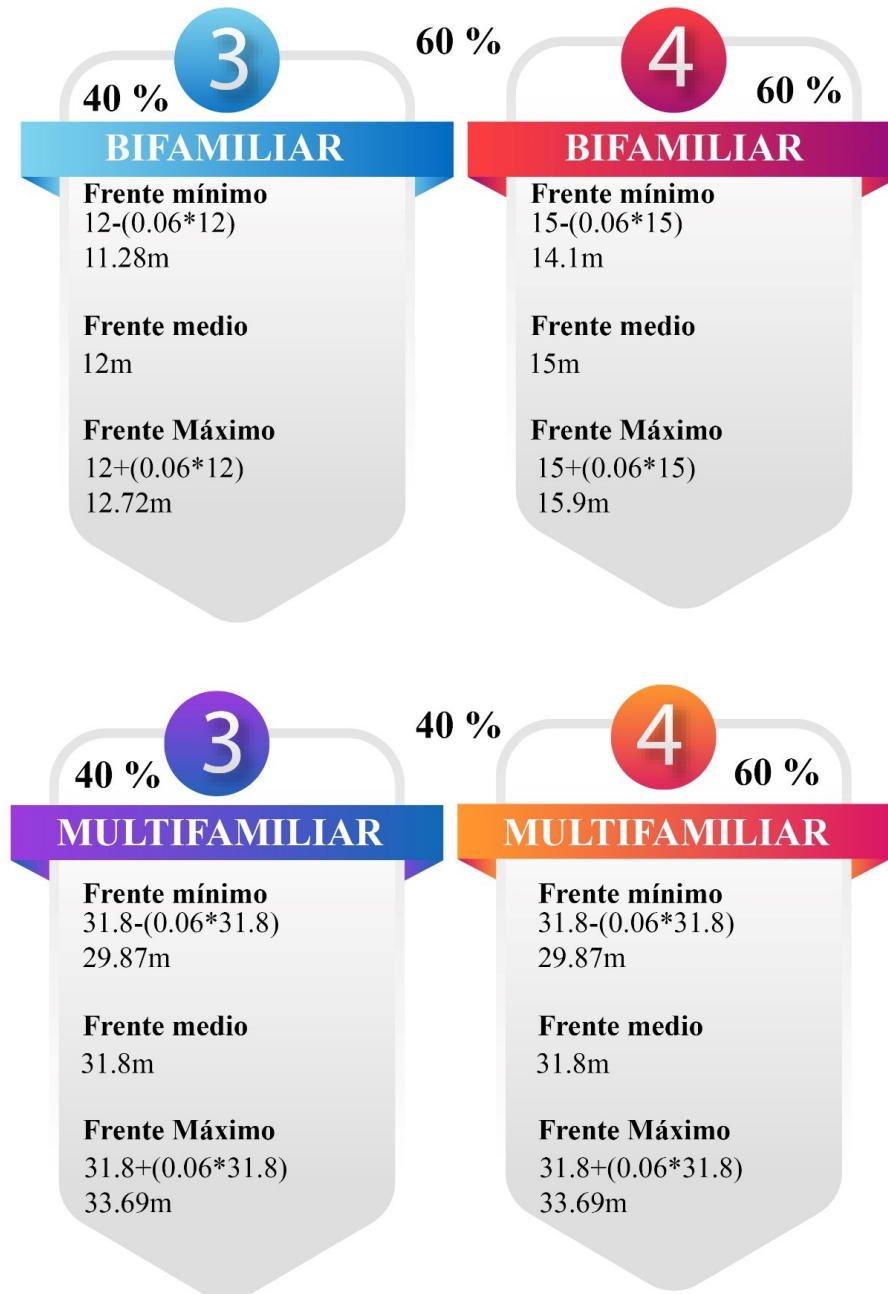 60 %
3
40 %
BIFAMILIAR
Frente mínimo
12-(0.06*12)
11.28m
Frente medio
12m
Frente Máximo
12+(0.06*12)
12.72m
4
60 %
BIFAMILIAR
Frente mínimo
15-(0.06*15)
14.1m
Frente medio
15m
Frente Máximo
15+(0.06*15)
15.9m
40 %
3
40 %
MULTIFAMILIAR
Frente mínimo
31.8-(0.06*31.8)
29.87m
Frente medio
31.8m
Frente Máximo
31.8+(0.06*31.8)
33.69m
4
60 %
MULTIFAMILIAR
Frente mínimo
31.8-(0.06*31.8)
29.87m
Frente medio
31.8m
Frente Máximo
31.8+(0.06*31.8)
33.69m